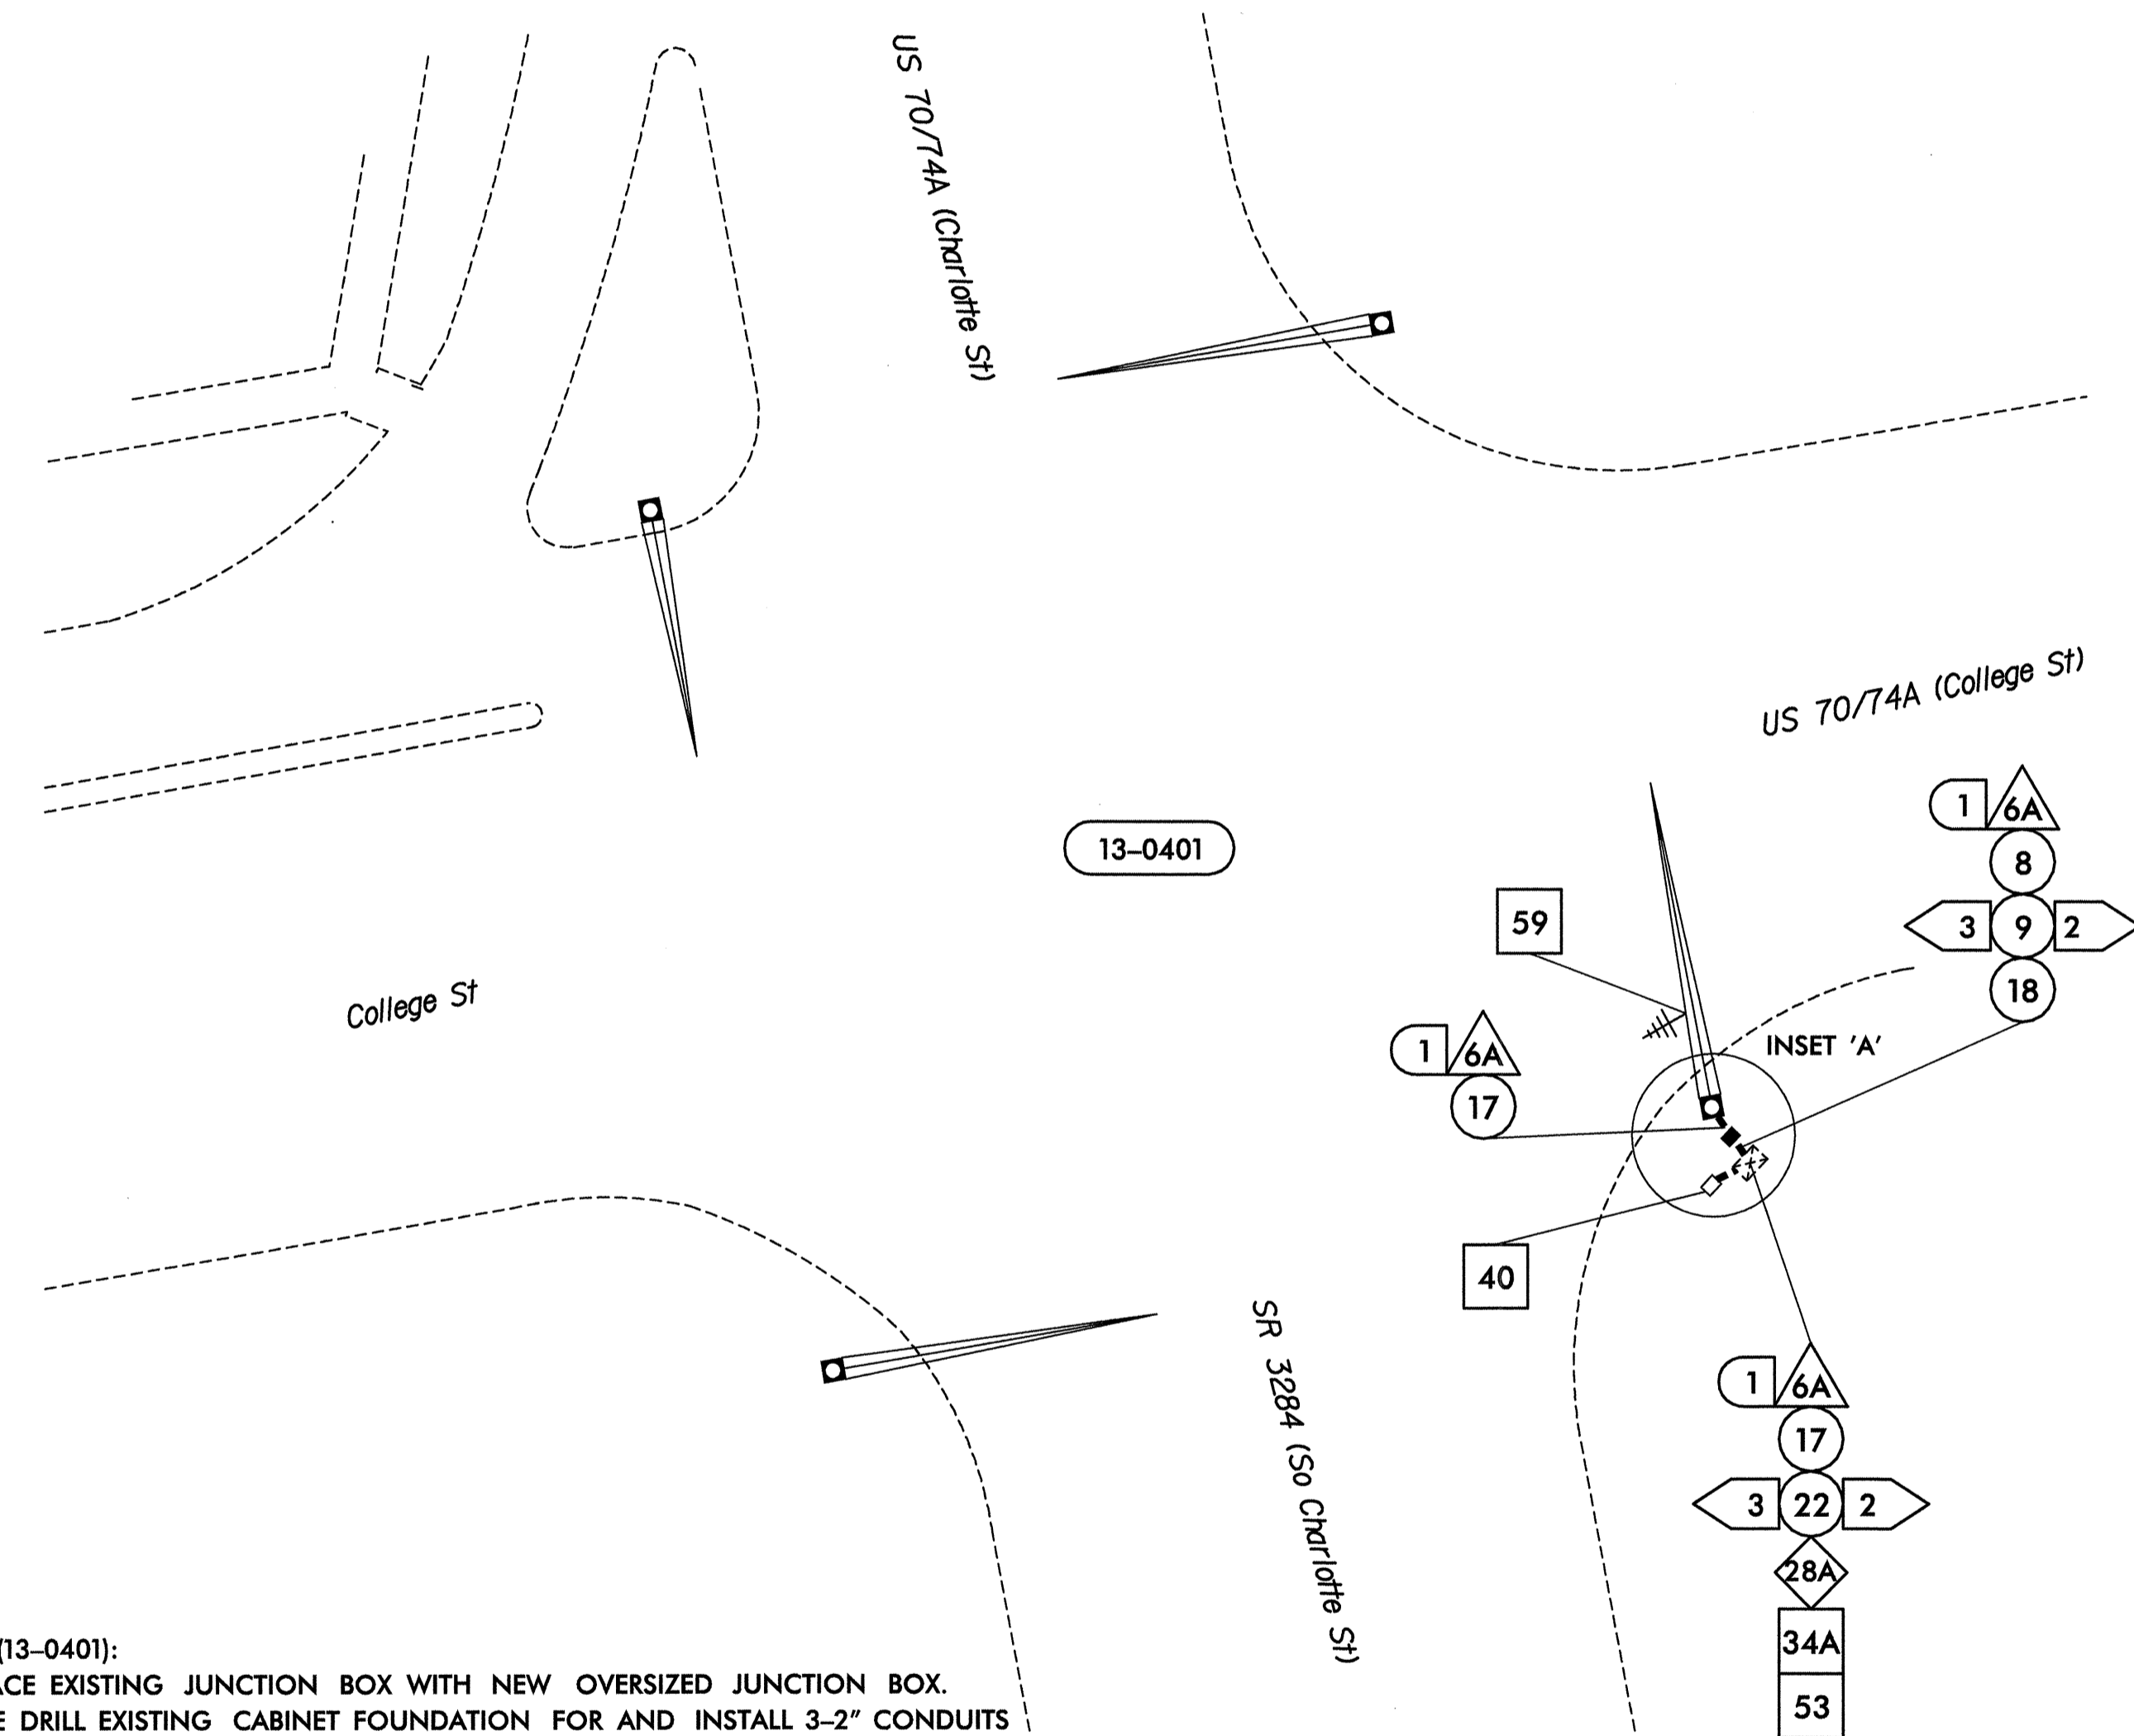 US 70/74A (Charlotte St)
US 70/74A (College St)
13–0401
1 6A
8
3 9 2
18
59
College St
INSET 'A'
1 6A
17
40
SR 3284 (So Charlotte St)
1 6A
17
3 22 2
28A
34A
53
(13–0401):
ACE EXISTING JUNCTION BOX WITH NEW OVERSIZED JUNCTION BOX.
E DRILL EXISTING CABINET FOUNDATION FOR AND INSTALL 3–2" CONDUITS